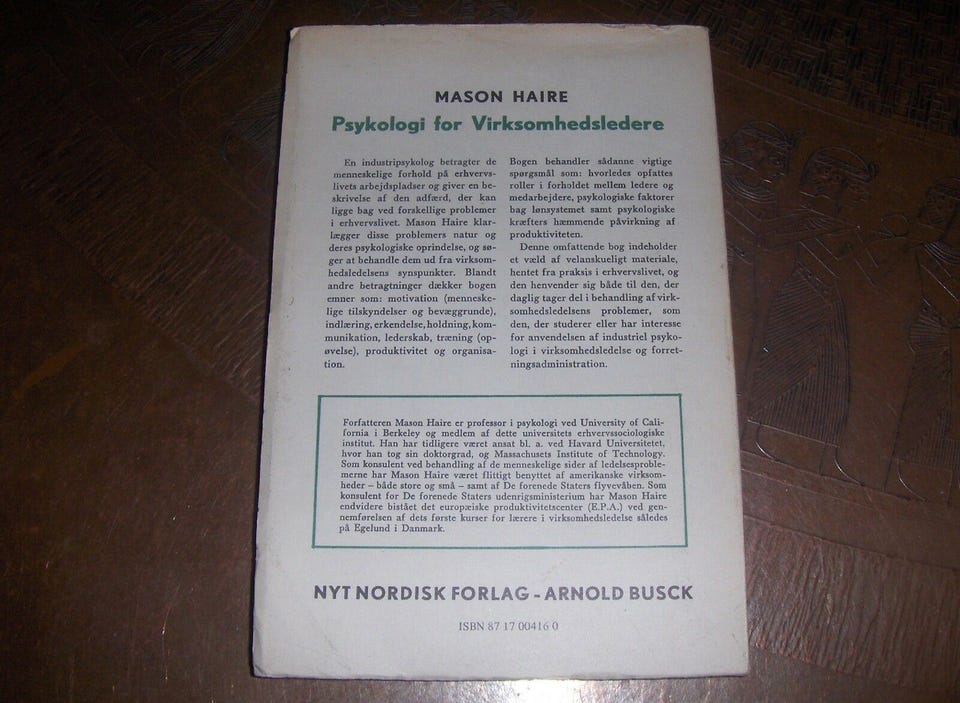 MASON HAIRE
Psykologi for Virksomhedsledere
En industripsykolog betragter de
menneskelige forhold på erhvervs-
livets arbejdspladser og giver en be-
skrivelse af den adfærd, der kan
ligge bag ved forskellige problemer
i erhvervslivet. Mason Haire klar-
lægger disse problemers natur og
deres psykologiske oprindelse, og sø-
ger at behandle dem ud fra virksom-
hedsledelsens synspunkter. Blandt
andre betragtninger dækker bogen
emner som: motivation (menneske-
lige tilskyndelser og bevæggrunde),
indlæring, erkendelse, holdning, kom-
munikation, lederskab, træning (op-
øvelse), produktivitet og organisa-
tion.
Bogen behandler sådanne vigtige
spørgsmål som: hvorledes opfattes
roller i forholdet mellem ledere og
medarbejdere, psykologiske faktorer
bag lønsystemet samt psykologiske
kræfters hæmmende påvirkning af
produktiviteten.
Denne omfattende bog indeholder
et væld af velanskueligt materiale,
hentet fra praksis i erhvervslivet, og
den henvender sig både til den, der
daglig tager del i behandling af virk-
somhedsledelsens problemer, som
den, der studerer eller har interesse
for anvendelsen af industriel psyko-
logi i virksomhedsledelse og forret-
ningsadministration.
Forfatteren Mason Haire er professor i psykologi ved University of Cali-
fornia i Berkeley og medlem af dette universitets erhvervssociologiske
institut. Han har tidligere været ansat bl. a. ved Havard Universitetet,
hvor han tog sin doktorgrad, og Massachusets Institute of Technology.
Som konsulent ved behandling af de menneskelige sider af ledelsesproble-
merne har Mason Haire været flittigt benyttet af amerikanske virksom-
heder – både store og små – samt af De forenede Staters flyvevåben. Som
konsulent for De forenede Staters udenrigsministerium har Mason Haire
endvidere bistået det europæiske produktivitetscenter (E.P.A.) ved gen-
nemførelsen af dets første kurser for lærere i virksomhedsledelse således
på Egelund i Danmark.
NYT NORDISK FORLAG - ARNOLD BUSCK
ISBN 87 17 00416 0